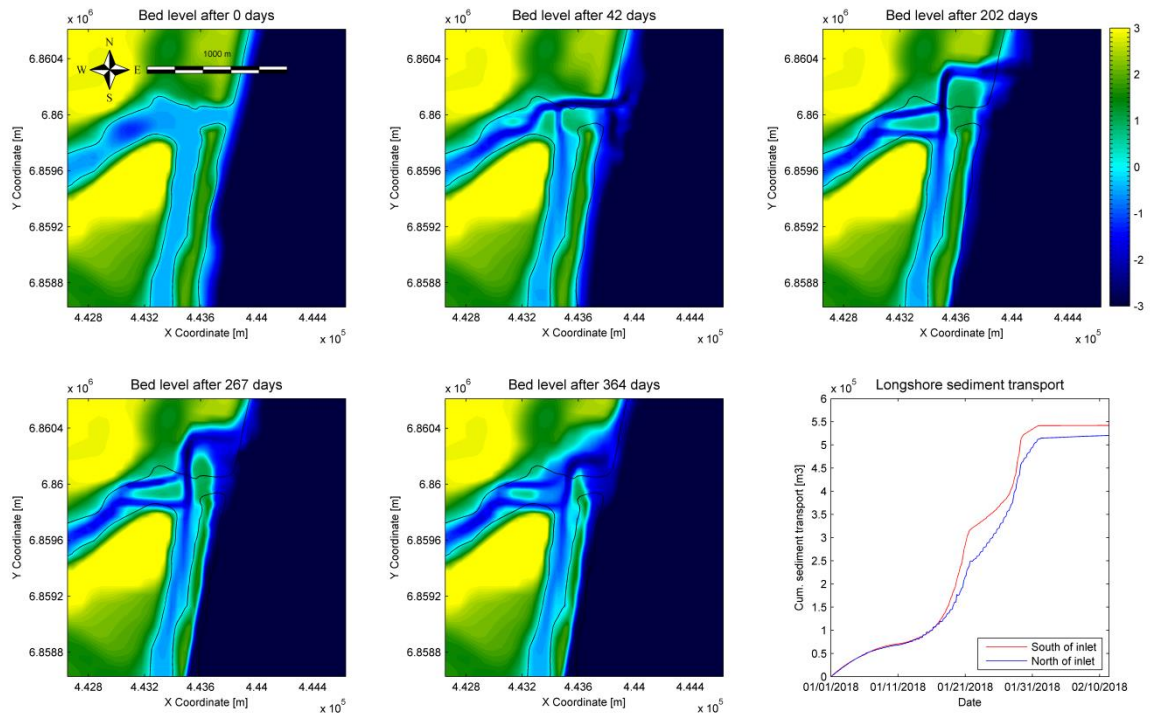 Bed level after 0 days
x 10^6
N
W E
S
1000 m
6.8604
6.86
6.8596
6.8592
6.8588
Y Coordinate [m]
4.428 4.432 4.436 4.44 4.444
X Coordinate [m]
x 10^5
Bed level after 42 days
x 10^6
6.8604
6.86
6.8596
6.8592
6.8588
Y Coordinate [m]
4.428 4.432 4.436 4.44 4.444
X Coordinate [m]
x 10^5
Bed level after 202 days
x 10^6
6.8604
6.86
6.8596
6.8592
6.8588
Y Coordinate [m]
4.428 4.432 4.436 4.44 4.444
X Coordinate [m]
x 10^5
3
2
1
0
-1
-2
-3
Bed level after 267 days
x 10^6
6.8604
6.86
6.8596
6.8592
6.8588
Y Coordinate [m]
4.428 4.432 4.436 4.44 4.444
X Coordinate [m]
x 10^5
Bed level after 364 days
x 10^6
6.8604
6.86
6.8596
6.8592
6.8588
Y Coordinate [m]
4.428 4.432 4.436 4.44 4.444
X Coordinate [m]
x 10^5
Longshore sediment transport
x 10^5
6
5.5
5
4.5
4
3.5
3
2.5
2
1.5
1
0.5
0
Cum. sediment transport [m3]
South of inlet
North of inlet
01/01/2018 01/11/2018 01/21/2018 01/31/2018 02/10/2018
Date